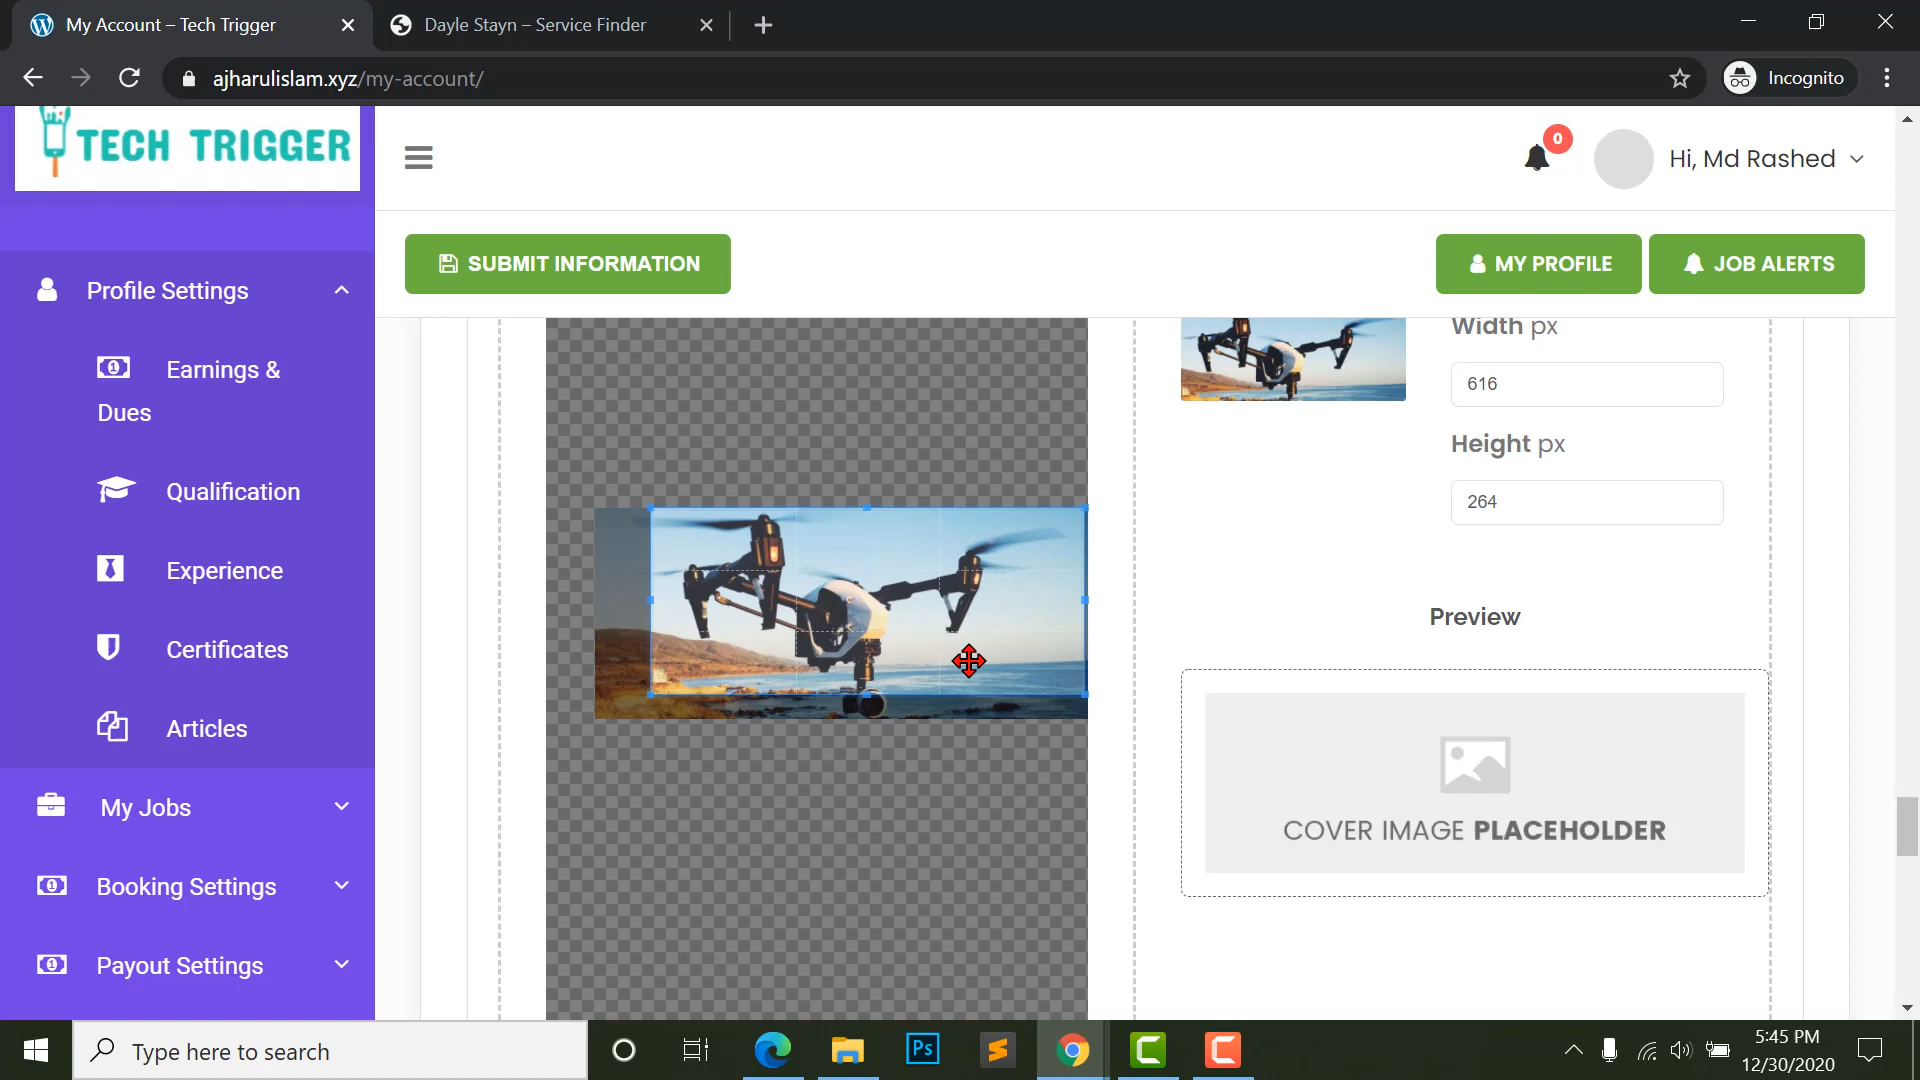 My Account – Tech Trigger
Dayle Stayn – Service Finder
ajharulislam.xyz/my-account/
Incognito
TECH TRIGGER
0
Hi, Md Rashed
SUBMIT INFORMATION
MY PROFILE
JOB ALERTS
Profile Settings
Earnings &
Dues
Qualification
Experience
Certificates
Articles
My Jobs
Booking Settings
Payout Settings
Width px
616
Height px
264
Preview
COVER IMAGE PLACEHOLDER
Type here to search
Ps
5:45 PM
12/30/2020